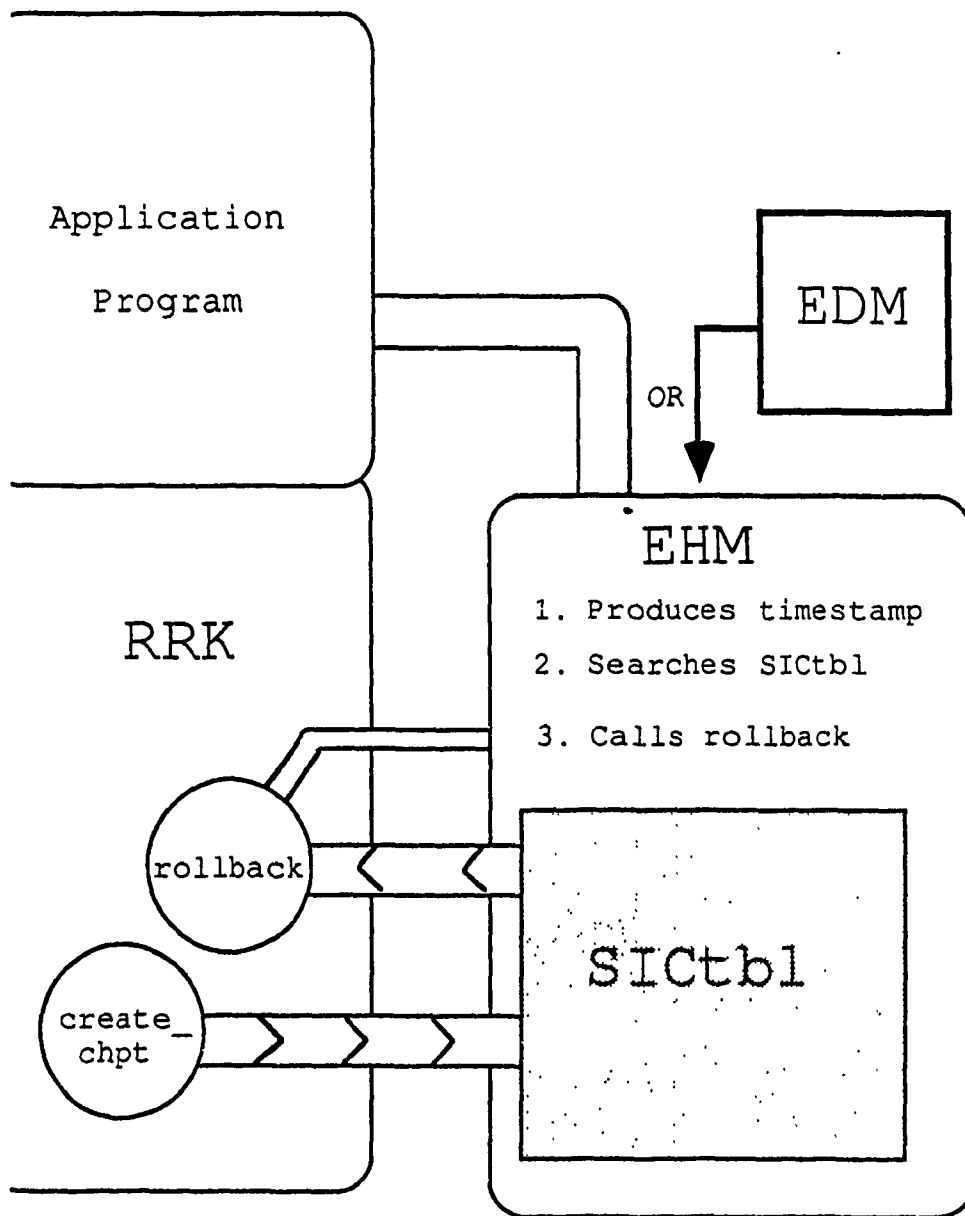 Application
Program
EDM
OR
EHM
1. Produces timestamp
2. Searches SICtbl
3. Calls rollback
RRK
rollback
SICtbl
create_
chpt